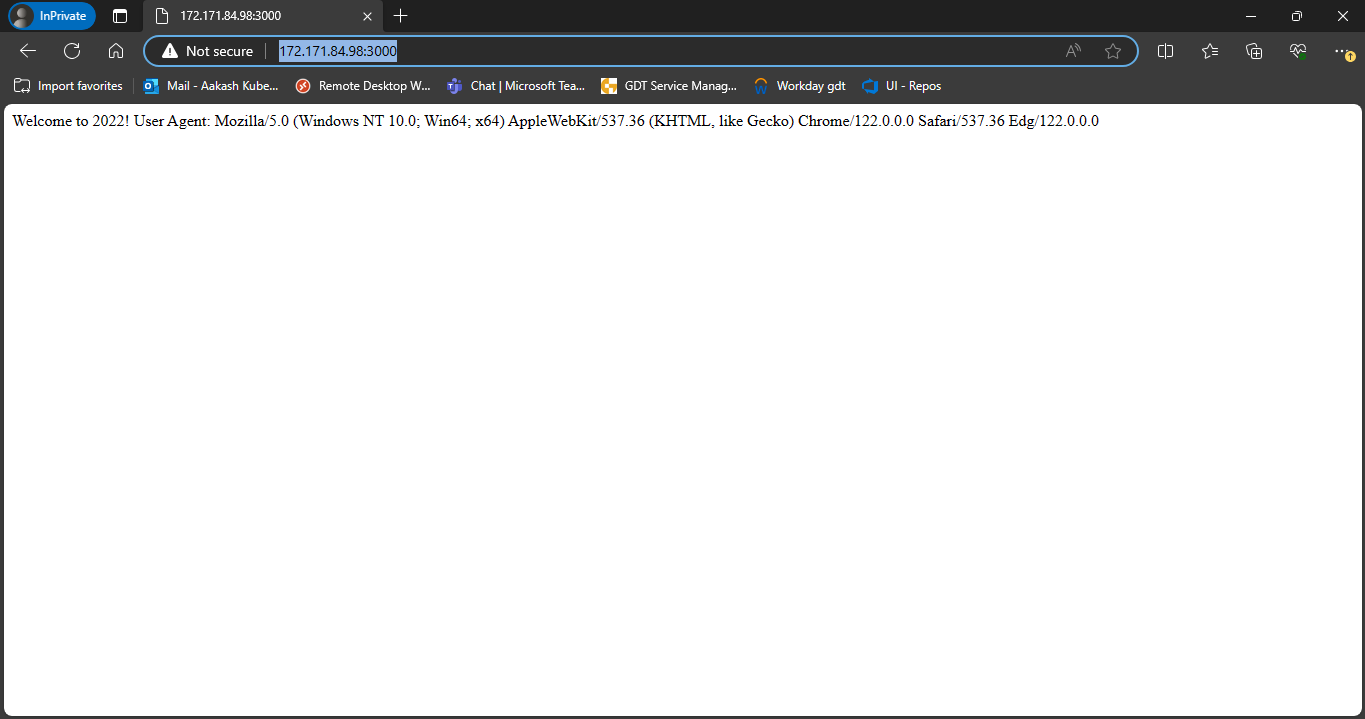 InPrivate 172.171.84.98:3000
Not secure 172.171.84.98:3000
Import favorites Mail - Aakash Kube... Remote Desktop W... Chat | Microsoft Tea... GDT Service Manag... Workday gdt UI - Repos
Welcome to 2022! User Agent: Mozilla/5.0 (Windows NT 10.0; Win64; x64) AppleWebKit/537.36 (KHTML, like Gecko) Chrome/122.0.0.0 Safari/537.36 Edg/122.0.0.0